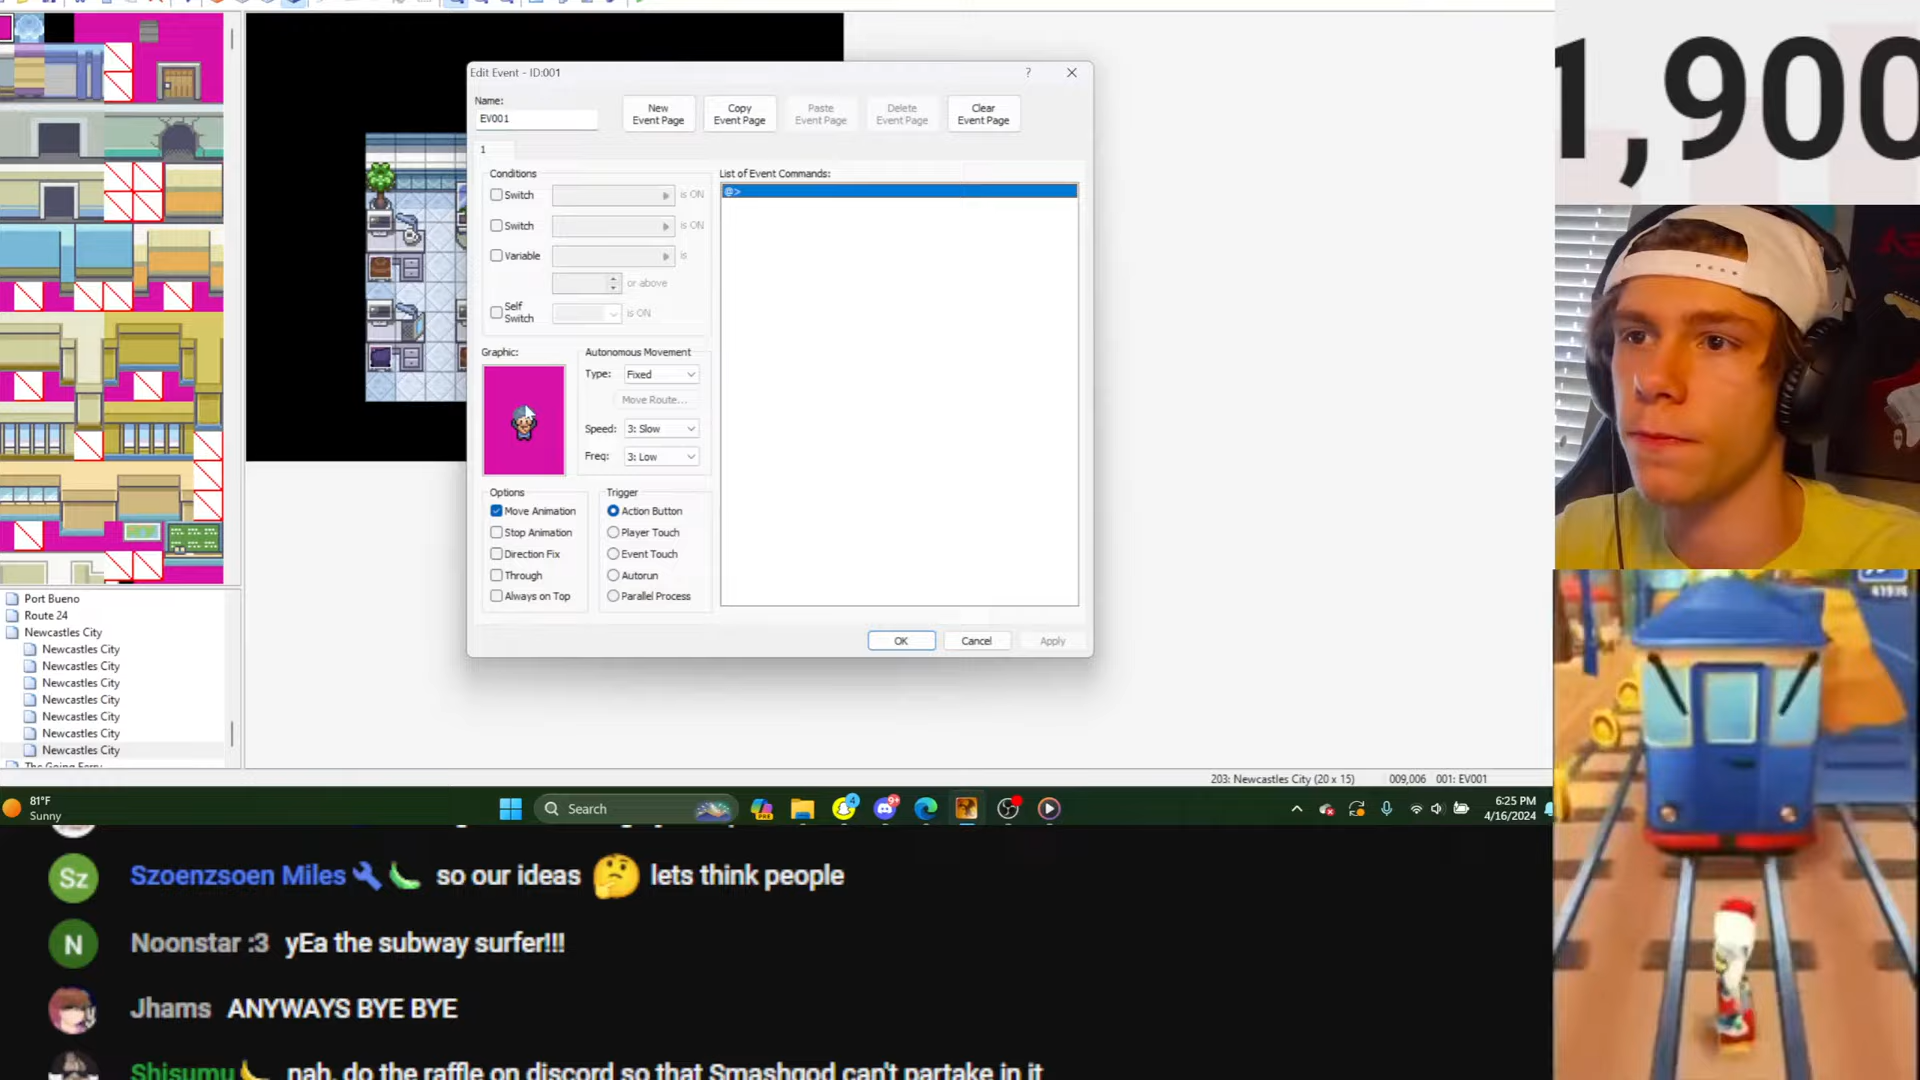 Edit Event - ID:001
?
1,900
Name:
EV001
New Event Page
Copy Event Page
Paste Event Page
Delete Event Page
Clear Event Page
1
Conditions
Switch is ON
Switch is ON
Variable is
or above
Self Switch is ON
List of Event Commands:
@>
Graphic:
Autonomous Movement
Type: Fixed
Move Route...
Speed: 3: Slow
Freq: 3: Low
Options
Move Animation
Stop Animation
Direction Fix
Through
Always on Top
Trigger
Action Button
Player Touch
Event Touch
Autorun
Parallel Process
OK
Cancel
Apply
Port Bueno
Route 24
Newcastles City
Newcastles City
Newcastles City
Newcastles City
Newcastles City
Newcastles City
Newcastles City
Newcastles City
The Going Ferry
203: Newcastles City (20 x 15) 009,006 001: EV001
81°F
Sunny
Search
6:25 PM
4/16/2024
Sz Szoenzsoen Miles so our ideas 🤔 lets think people
N Noonstar :3 yEa the subway surfer!!!
Jhams ANYWAYS BYE BYE
Shisumu nah, do the raffle on discord so that Smashgod can't partake in it